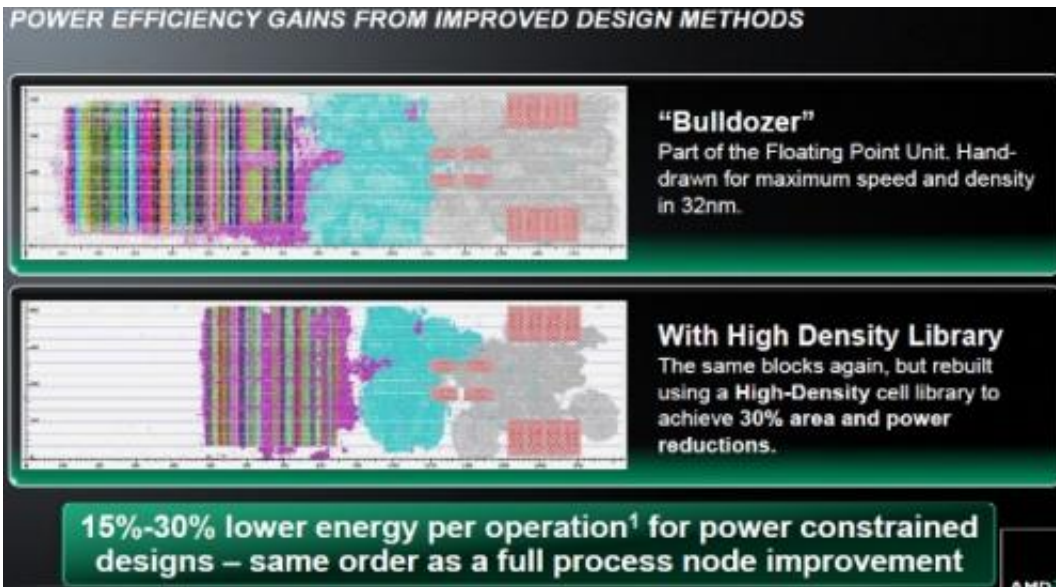 POWER EFFICIENCY GAINS FROM IMPROVED DESIGN METHODS
“Bulldozer”
Part of the Floating Point Unit. Hand-
drawn for maximum speed and density
in 32nm.
With High Density Library
The same blocks again, but rebuilt
using a High-Density cell library to
achieve 30% area and power
reductions.
15%-30% lower energy per operation¹ for power constrained
designs – same order as a full process node improvement
AMD